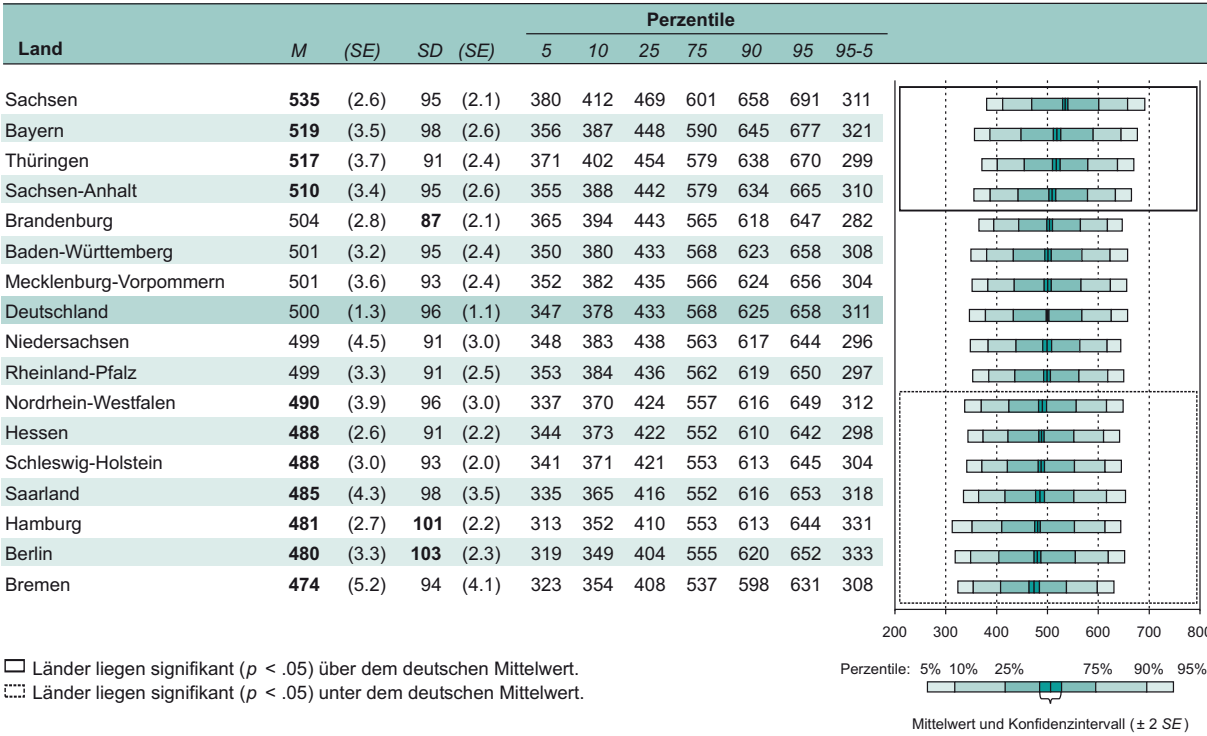 Perzentile
Land M (SE) SD (SE) 5 10 25 75 90 95 95-5
Sachsen 535 (2.6) 95 (2.1) 380 412 469 601 658 691 311
Bayern 519 (3.5) 98 (2.6) 356 387 448 590 645 677 321
Thüringen 517 (3.7) 91 (2.4) 371 402 454 579 638 670 299
Sachsen-Anhalt 510 (3.4) 95 (2.6) 355 388 442 579 634 665 310
Brandenburg 504 (2.8) 87 (2.1) 365 394 443 565 618 647 282
Baden-Württemberg 501 (3.2) 95 (2.4) 350 380 433 568 623 658 308
Mecklenburg-Vorpommern 501 (3.6) 93 (2.4) 352 382 435 566 624 656 304
Deutschland 500 (1.3) 96 (1.1) 347 378 433 568 625 658 311
Niedersachsen 499 (4.5) 91 (3.0) 348 383 438 563 617 644 296
Rheinland-Pfalz 499 (3.3) 91 (2.5) 353 384 436 562 619 650 297
Nordrhein-Westfalen 490 (3.9) 96 (3.0) 337 370 424 557 616 649 312
Hessen 488 (2.6) 91 (2.2) 344 373 422 552 610 642 298
Schleswig-Holstein 488 (3.0) 93 (2.0) 341 371 421 553 613 645 304
Saarland 485 (4.3) 98 (3.5) 335 365 416 552 616 653 318
Hamburg 481 (2.7) 101 (2.2) 313 352 410 553 613 644 331
Berlin 480 (3.3) 103 (2.3) 319 349 404 555 620 652 333
Bremen 474 (5.2) 94 (4.1) 323 354 408 537 598 631 308
200 300 400 500 600 700 800
Länder liegen signifikant (p < .05) über dem deutschen Mittelwert.
Länder liegen signifikant (p < .05) unter dem deutschen Mittelwert.
Perzentile: 5% 10% 25% 75% 90% 95%
Mittelwert und Konfidenzintervall (± 2 SE)